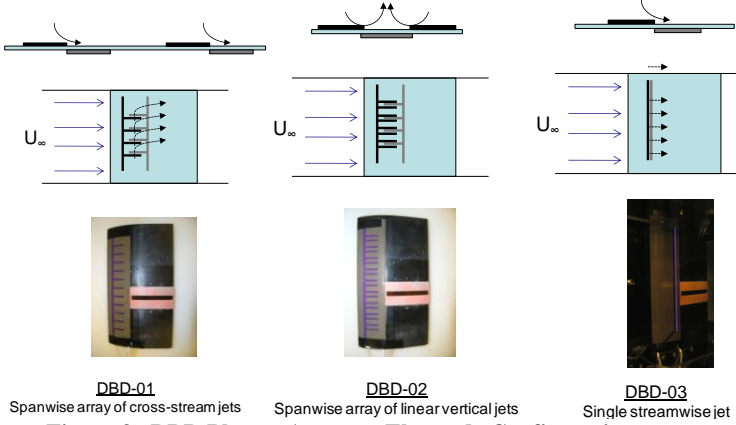 U∞
U∞
U∞
DBD-01
Spanwise array of cross-stream jets
DBD-02
Spanwise array of linear vertical jets
DBD-03
Single streamwise jet